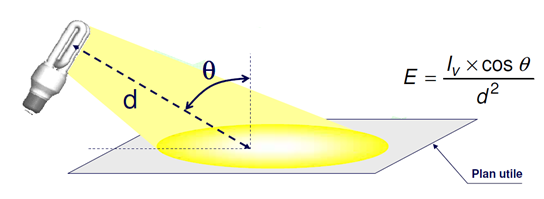 θ
d
E = I_v × cos θ / d²
Plan utile